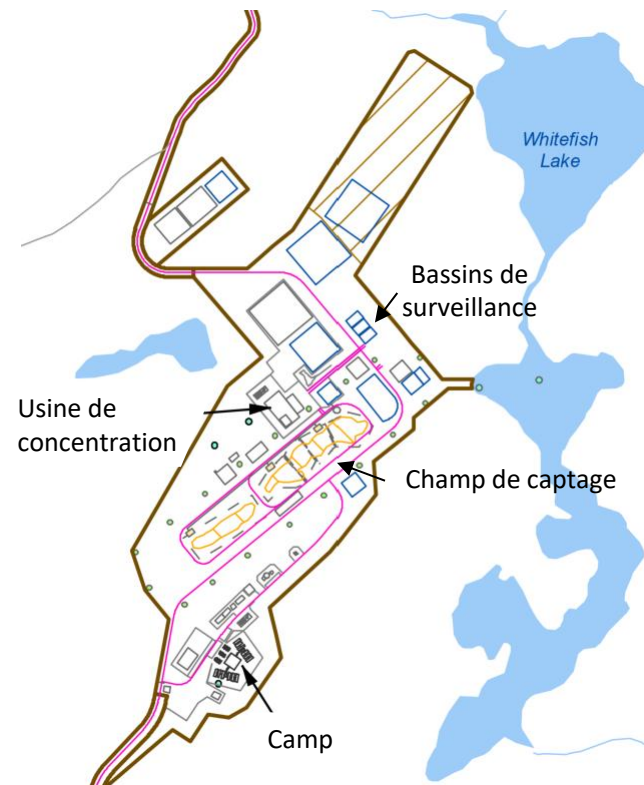 Whitefish
Lake
Bassins de
surveillance
Usine de
concentration
Champ de captage
Camp